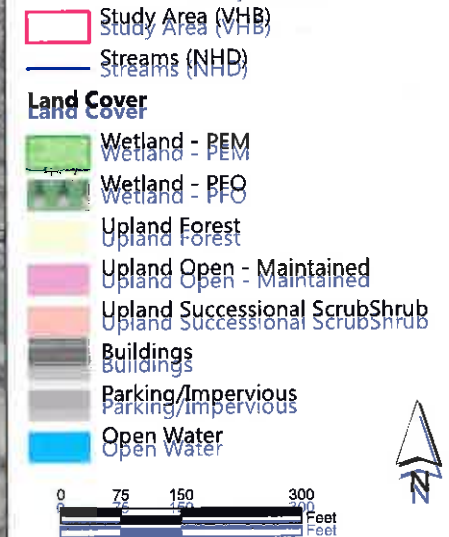 Study Area (VHB)
Streams (NHD)
Land Cover
Wetland - PEM
Wetland - PFO
Upland Forest
Upland Open - Maintained
Upland Successional ScrubShrub
Buildings
Parking/Impervious
Open Water
0 75 150 300
Feet
N